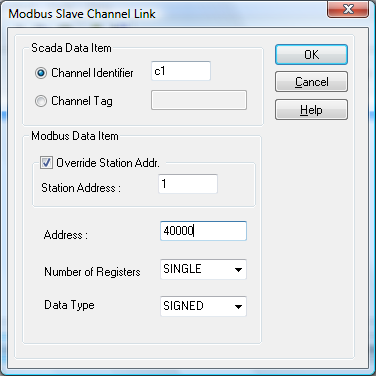 Modbus Slave Channel Link
Scada Data Item
Channel Identifier c1
Channel Tag
OK
Cancel
Help
Modbus Data Item
Override Station Addr.
Station Address : 1
Address : 40000
Number of Registers SINGLE
Data Type SIGNED